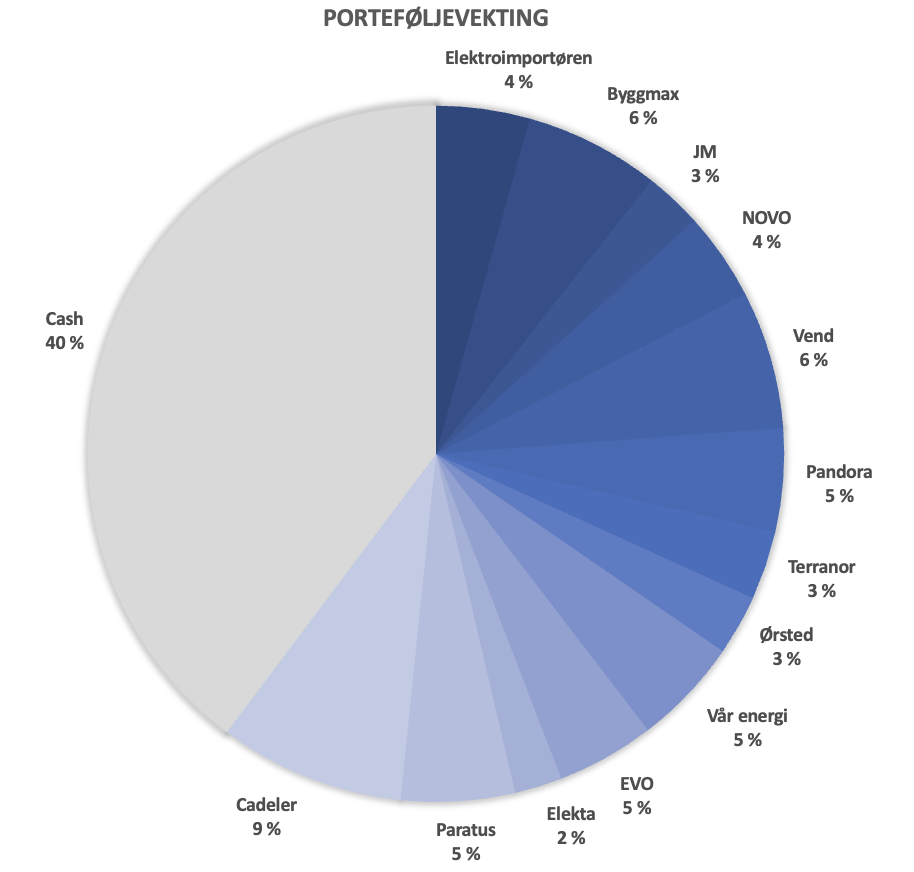 PORTEFØLJEVEKTING
Elektroimportøren
4 %
Byggmax
6 %
JM
3 %
NOVO
4 %
Vend
6 %
Pandora
5 %
Terranor
3 %
Ørsted
3 %
Vår energi
5 %
EVO
5 %
Elekta
2 %
Paratus
5 %
Cadeler
9 %
Cash
40 %